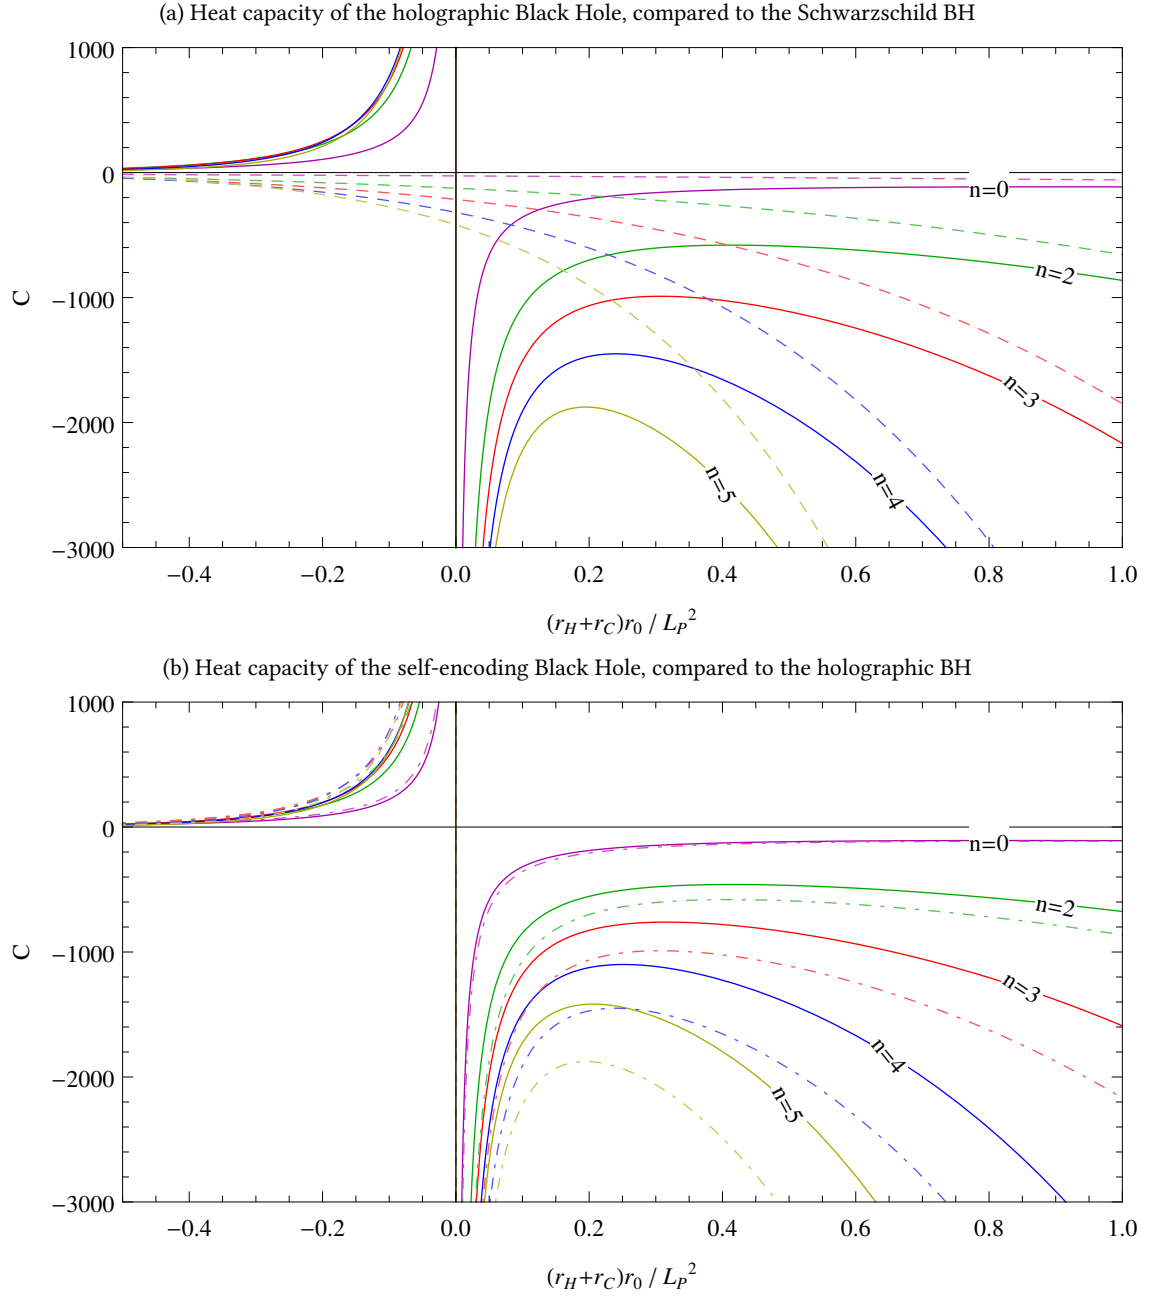 (a) Heat capacity of the holographic Black Hole, compared to the Schwarzschild BH
1000
0
−1000
−2000
−3000
C
n=0
n=2
n=3
n=4
n=5
−0.4 −0.2 0.0 0.2 0.4 0.6 0.8 1.0
(r_H+r_C)r_0 / L_P^2
(b) Heat capacity of the self-encoding Black Hole, compared to the holographic BH
1000
0
−1000
−2000
−3000
C
n=0
n=2
n=3
n=4
n=5
−0.4 −0.2 0.0 0.2 0.4 0.6 0.8 1.0
(r_H+r_C)r_0 / L_P^2